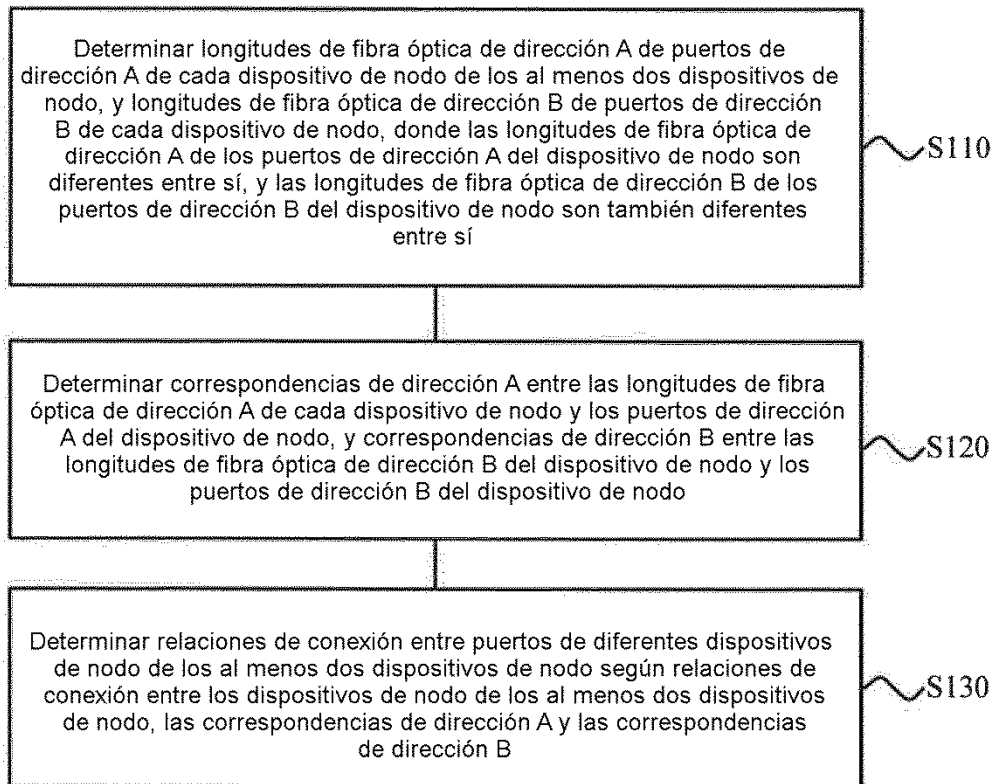 Determinar longitudes de fibra óptica de dirección A de puertos de
dirección A de cada dispositivo de nodo de los al menos dos dispositivos de
nodo, y longitudes de fibra óptica de dirección B de puertos de dirección
B de cada dispositivo de nodo, donde las longitudes de fibra óptica de
dirección A de los puertos de dirección A del dispositivo de nodo son
diferentes entre sí, y las longitudes de fibra óptica de dirección B de los
puertos de dirección B del dispositivo de nodo son también diferentes
entre sí
S110
Determinar correspondencias de dirección A entre las longitudes de fibra
óptica de dirección A de cada dispositivo de nodo y los puertos de dirección
A del dispositivo de nodo, y correspondencias de dirección B entre las
longitudes de fibra óptica de dirección B del dispositivo de nodo y los
puertos de dirección B del dispositivo de nodo
S120
Determinar relaciones de conexión entre puertos de diferentes dispositivos
de nodo de los al menos dos dispositivos de nodo según relaciones de
conexión entre los dispositivos de nodo de los al menos dos dispositivos
de nodo, las correspondencias de dirección A y las correspondencias
de dirección B
S130